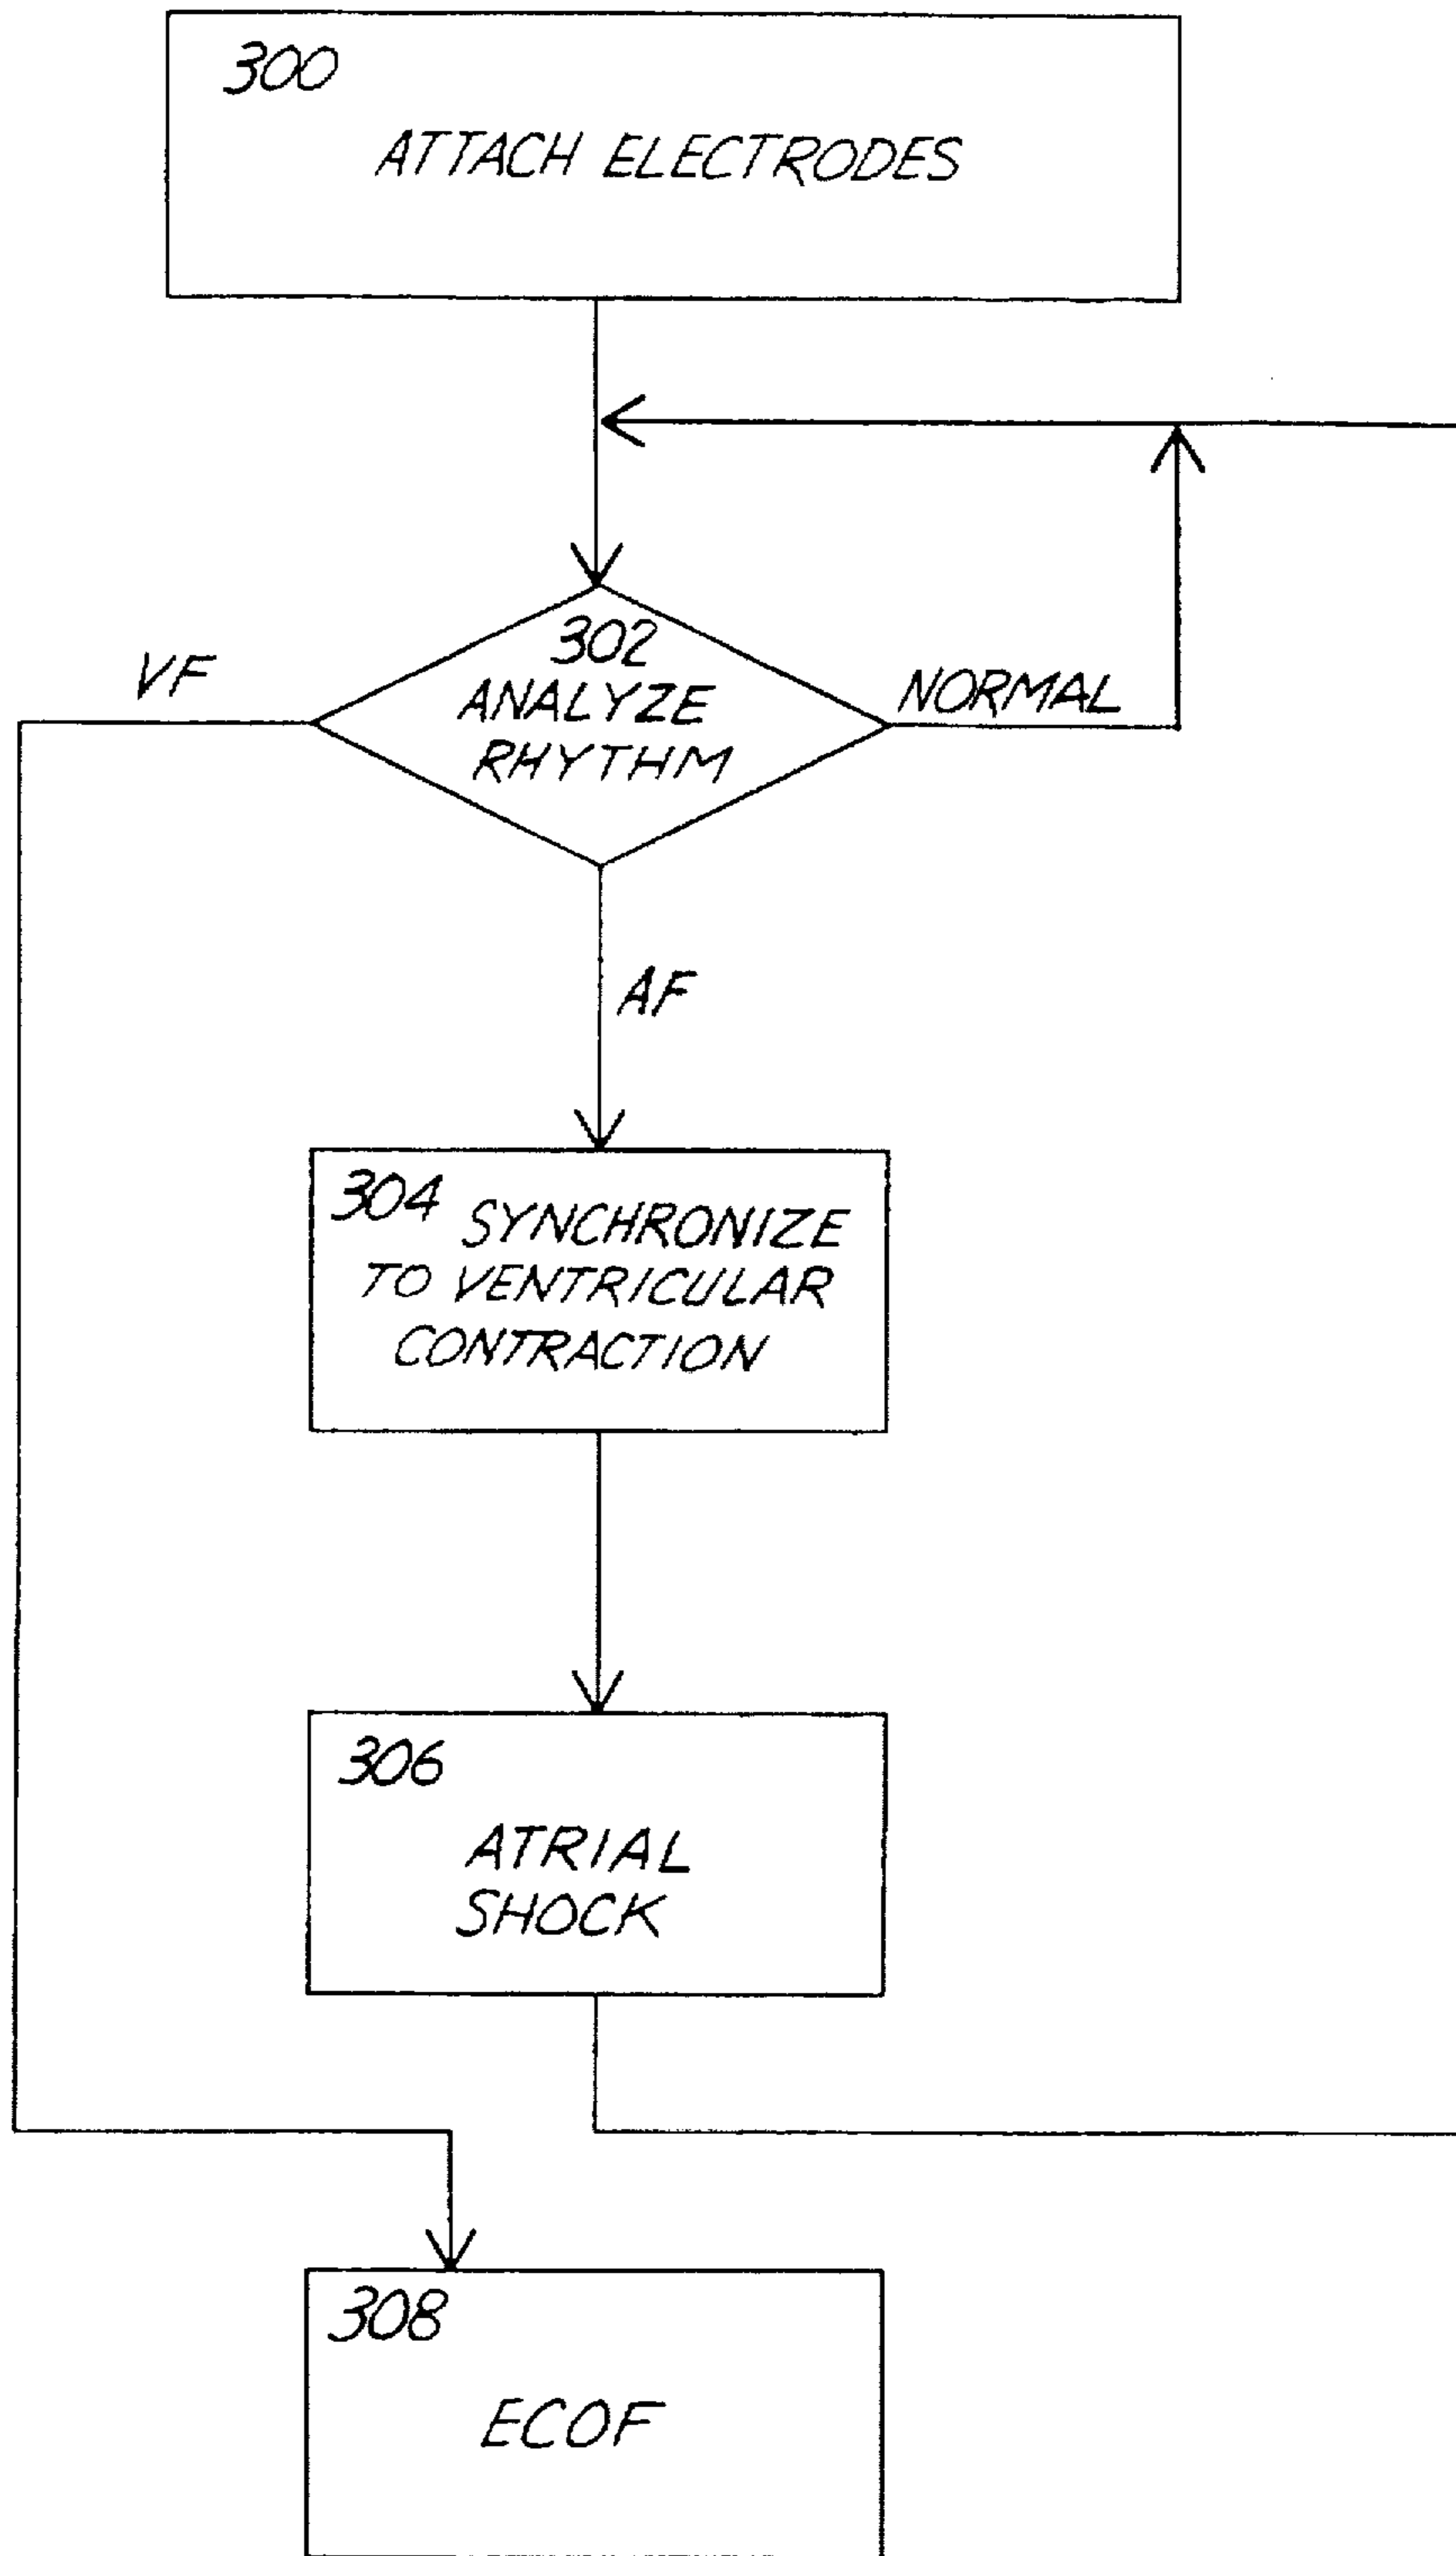 300
ATTACH ELECTRODES
302
ANALYZE
RHYTHM
VF
NORMAL
AF
304 SYNCHRONIZE
TO VENTRICULAR
CONTRACTION
306
ATRIAL
SHOCK
308
ECOF